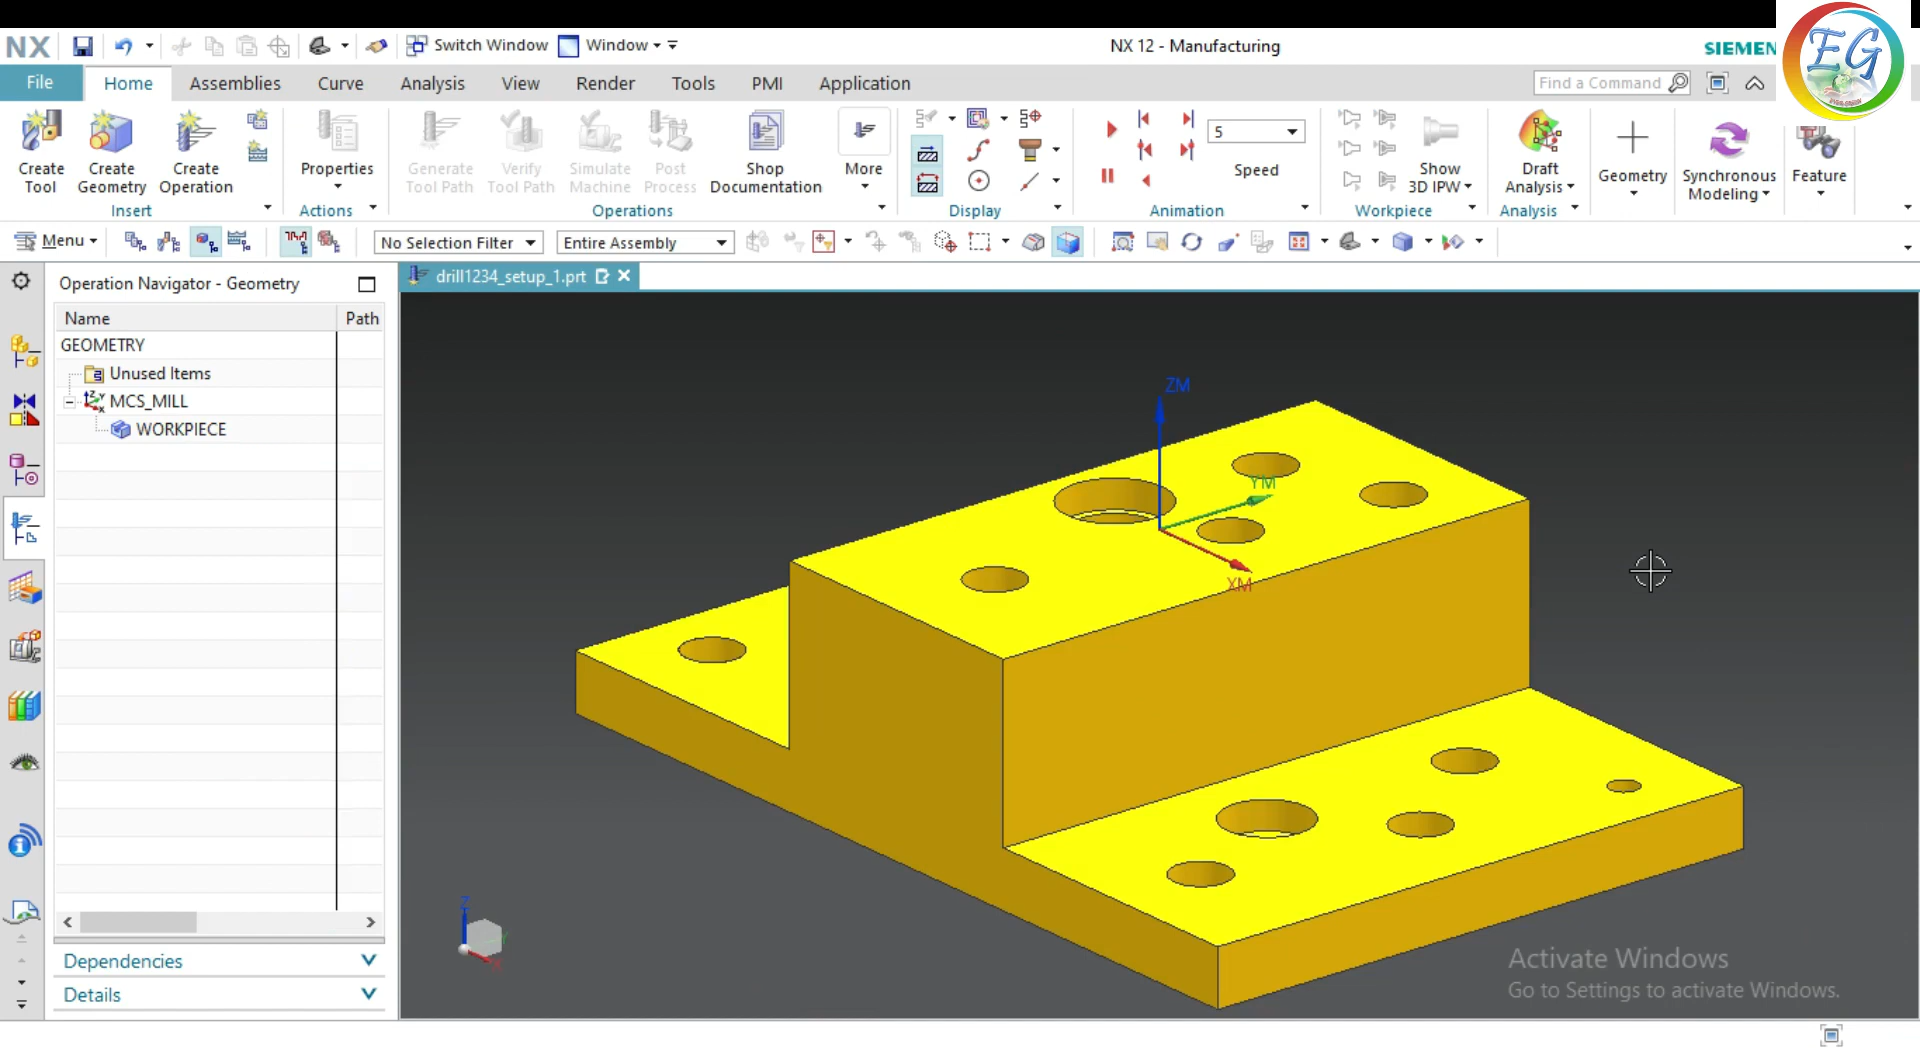 NX
Switch Window
Window
NX 12 - Manufacturing
SIEMEN
EG
File
Home
Assemblies
Curve
Analysis
View
Render
Tools
PMI
Application
Find a Command
Create Tool
Create Geometry
Create Operation
Properties
Generate Tool Path
Verify Tool Path
Simulate Machine
Post Process
Shop Documentation
More
5
Speed
Show 3D IPW
Draft Analysis
Geometry
Synchronous Modeling
Feature
Insert
Actions
Operations
Display
Animation
Workpiece
Analysis
Menu
No Selection Filter
Entire Assembly
Operation Navigator - Geometry
drill1234_setup_1.prt
Name
Path
GEOMETRY
Unused Items
MCS_MILL
WORKPIECE
ZM
YM
XM
Z
Y
X
Dependencies
Details
Activate Windows
Go to Settings to activate Windows.